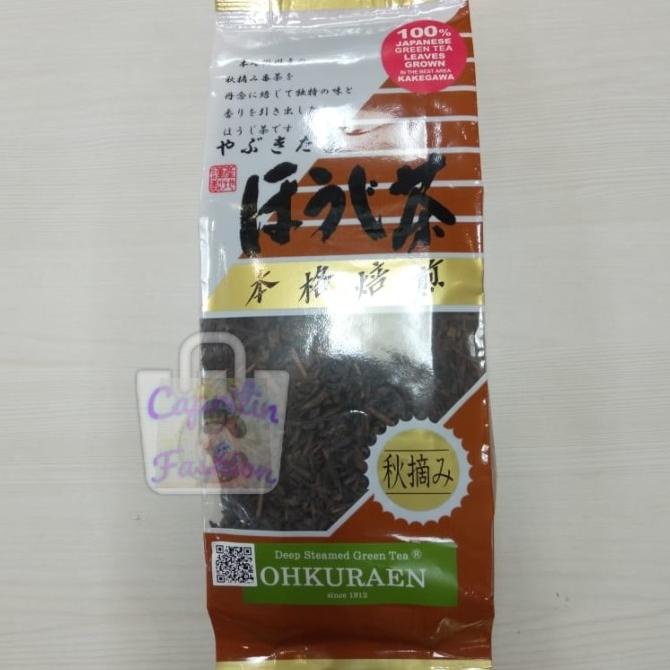 100%
JAPANESE
GREEN TEA
LEAVES
GROWN
IN THE BEST AREA
KAKEGAWA
秋摘み番茶を
丹念に焙じて独特の味と
香りを引き出した
ほうじ茶です
やぶきた
ほうじ茶
本格焙煎
Capulin
Fashion
秋摘み
Deep Steamed Green Tea ®
OHKURAEN
since 1912